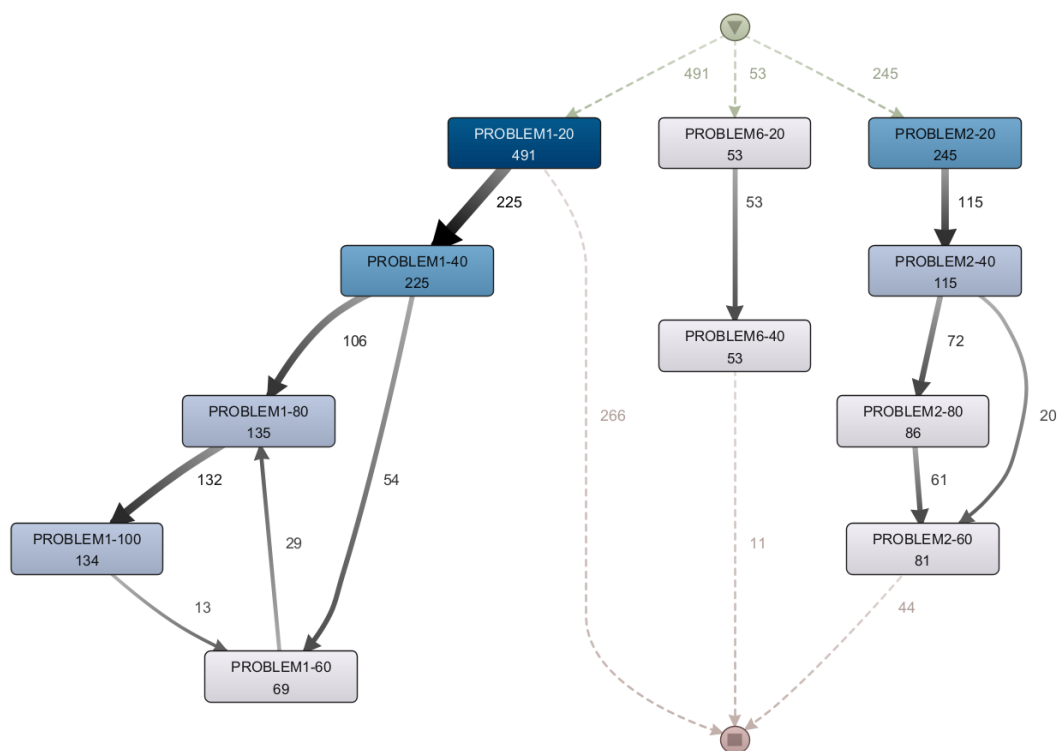 491
53
245
PROBLEM1-20
491
PROBLEM6-20
53
PROBLEM2-20
245
225
53
115
PROBLEM1-40
225
PROBLEM2-40
115
106
PROBLEM6-40
53
72
PROBLEM1-80
135
266
PROBLEM2-80
86
20
132
54
61
PROBLEM1-100
134
29
11
PROBLEM2-60
81
13
44
PROBLEM1-60
69